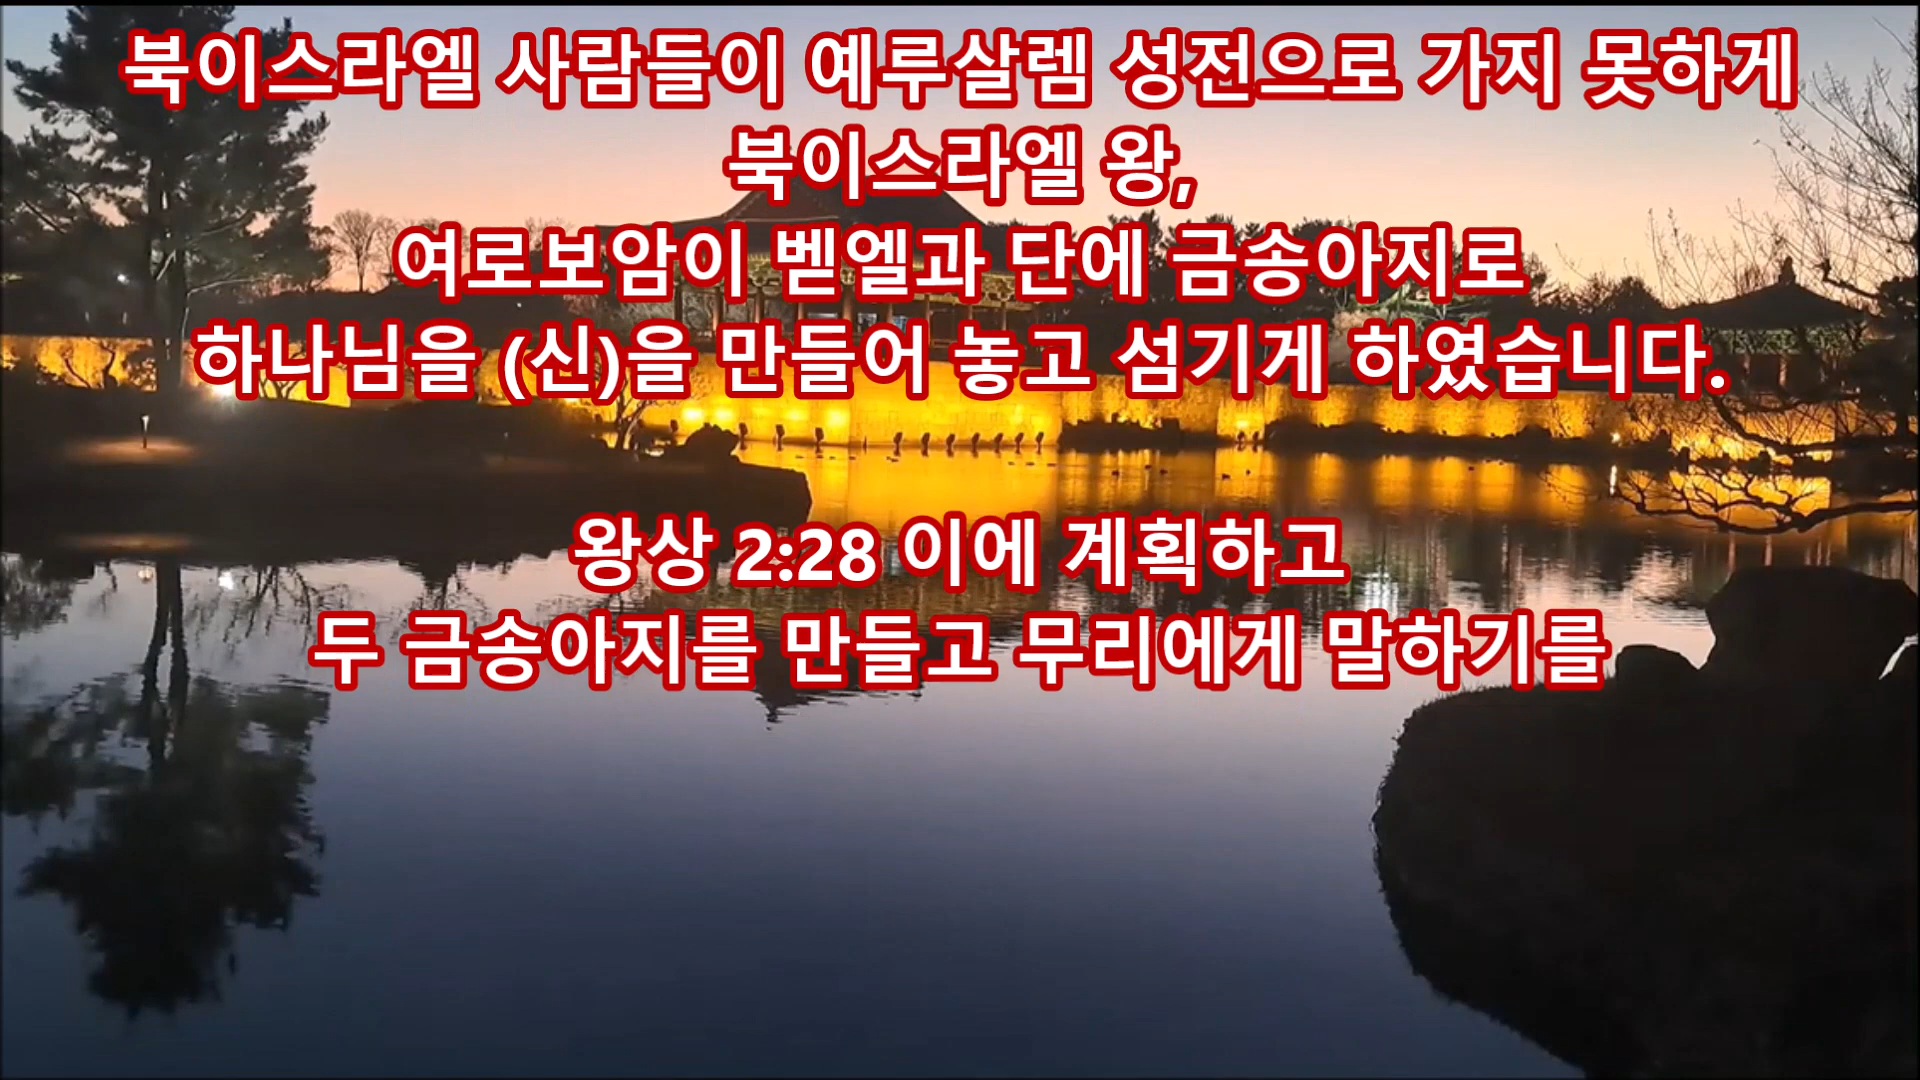 북이스라엘 사람들이 예루살렘 성전으로 가지 못하게
북이스라엘 왕,
여로보암이 벧엘과 단에 금송아지로
하나님을 (신)을 만들어 놓고 섬기게 하였습니다.
왕상 2:28 이에 계획하고
두 금송아지를 만들고 무리에게 말하기를